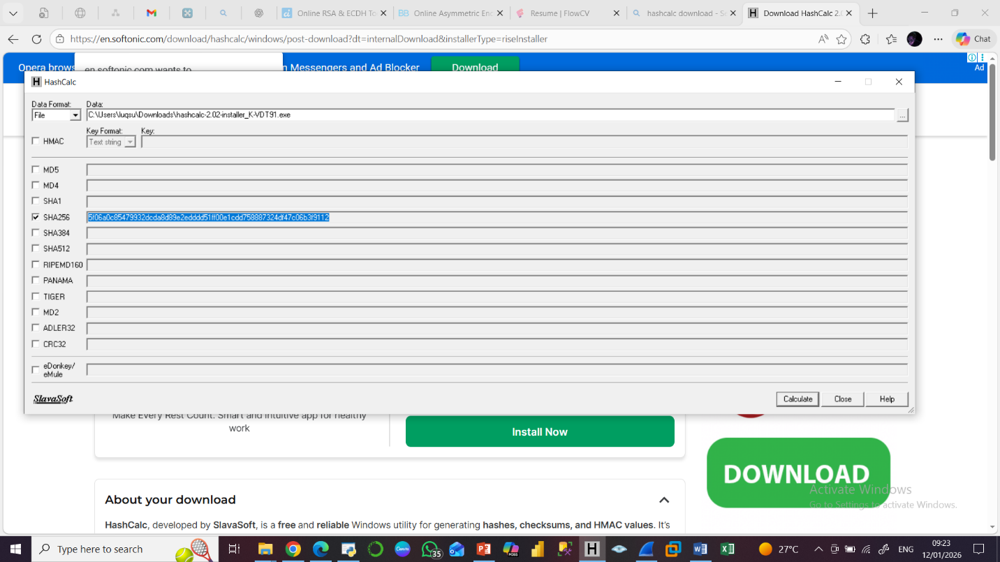 Online RSA & ECDH To
Online Asymmetric Enc
Resume | FlowCV
hashcalc download - Se
Download HashCalc 2.0
https://en.softonic.com/download/hashcalc/windows/post-download?dt=internalDownload&installerType=riseInstaller
Chat
Opera brows
en.softonic.com wants to
n Messengers and Ad Blocker
Download
Ad
HashCalc
Data Format:
Data:
File
C:\Users\luqsu\Downloads\hashcalc-2.02-installer_K-VDT91.exe
...
Key Format:
Key:
HMAC
Text string
MD5
MD4
SHA1
SHA256
5f06a0c85479932dcda8d89e2edddd51ff00e1cdd758887324df47c06b3f9112
SHA384
SHA512
RIPEMD160
PANAMA
TIGER
MD2
ADLER32
CRC32
eDonkey/
eMule
SlavaSoft
Calculate
Close
Help
Make Every Rest Count. Smart and intuitive app for healthy
work
Install Now
DOWNLOAD
Activate Windows
Go to Settings to activate Windows.
About your download
HashCalc, developed by SlavaSoft, is a free and reliable Windows utility for generating hashes, checksums, and HMAC values. It's
Type here to search
35
27°C
ENG
09:23
12/01/2026